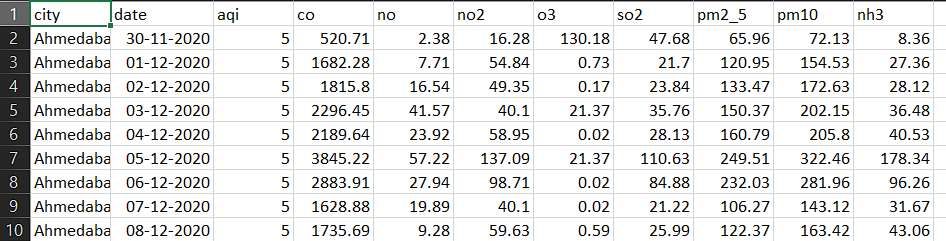 1 city date aqi co no no2 o3 so2 pm2_5 pm10 nh3
2 Ahmedaba 30-11-2020 5 520.71 2.38 16.28 130.18 47.68 65.96 72.13 8.36
3 Ahmedaba 01-12-2020 5 1682.28 7.71 54.84 0.73 21.7 120.95 154.53 27.36
4 Ahmedaba 02-12-2020 5 1815.8 16.54 49.35 0.17 23.84 133.47 172.63 28.12
5 Ahmedaba 03-12-2020 5 2296.45 41.57 40.1 21.37 35.76 150.37 202.15 36.48
6 Ahmedaba 04-12-2020 5 2189.64 23.92 58.95 0.02 28.13 160.79 205.8 40.53
7 Ahmedaba 05-12-2020 5 3845.22 57.22 137.09 21.37 110.63 249.51 322.46 178.34
8 Ahmedaba 06-12-2020 5 2883.91 27.94 98.71 0.02 84.88 232.03 281.96 96.26
9 Ahmedaba 07-12-2020 5 1628.88 19.89 40.1 0.02 21.22 106.27 143.12 31.67
10 Ahmedaba 08-12-2020 5 1735.69 9.28 59.63 0.59 25.99 122.37 163.42 43.06